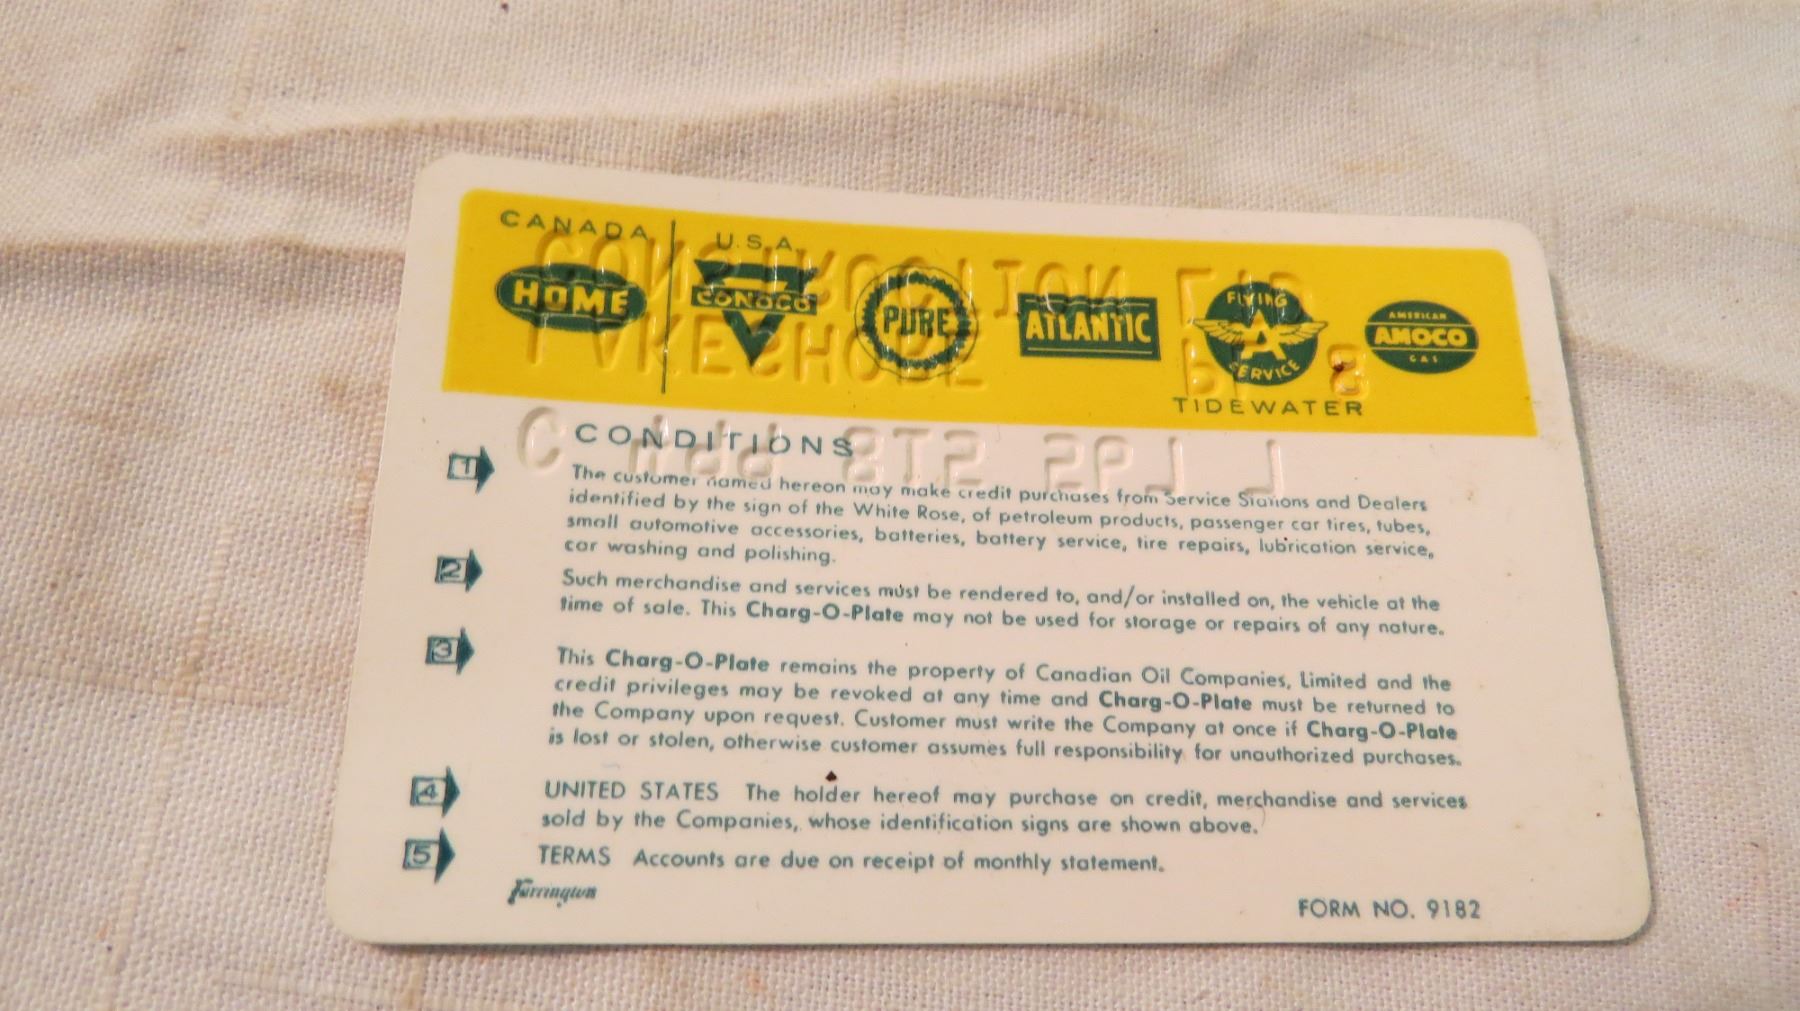 CANADA
U.S.A.
HOME
CONOCO
PURE
ATLANTIC
FLYING
A
SERVICE
TIDEWATER
AMERICAN
AMOCO
GAS
CONSTRUCTION LTD
LAKESHORE
CONDITIONS
1 The customer named hereon may make credit purchases from Service Stations and Dealers
identified by the sign of the White Rose, of petroleum products, passenger car tires, tubes,
small automotive accessories, batteries, battery service, tire repairs, lubrication service,
car washing and polishing.
2 Such merchandise and services must be rendered to, and/or installed on, the vehicle at the
time of sale. This Charg-O-Plate may not be used for storage or repairs of any nature.
3 This Charg-O-Plate remains the property of Canadian Oil Companies, Limited and the
credit privileges may be revoked at any time and Charg-O-Plate must be returned to
the Company upon request. Customer must write the Company at once if Charg-O-Plate
is lost or stolen, otherwise customer assumes full responsibility for unauthorized purchases.
4 UNITED STATES The holder hereof may purchase on credit, merchandise and services
sold by the Companies, whose identification signs are shown above.
5 TERMS Accounts are due on receipt of monthly statement.
Farrington
FORM NO. 9182